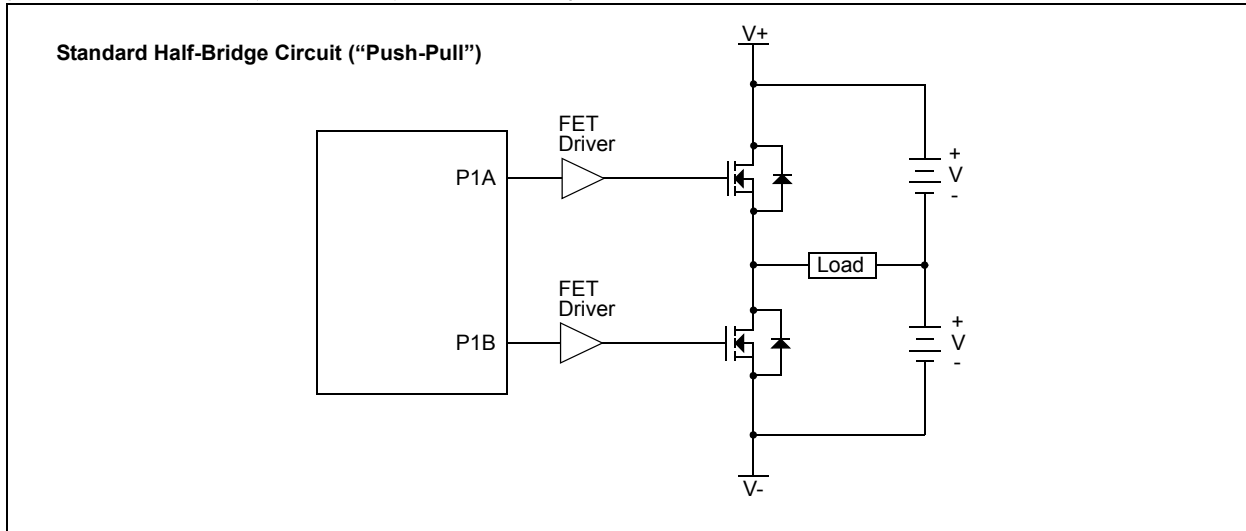 Standard Half-Bridge Circuit (“Push-Pull”)
V+
FET
Driver
P1A
+
V
-
Load
FET
Driver
P1B
+
V
-
V-